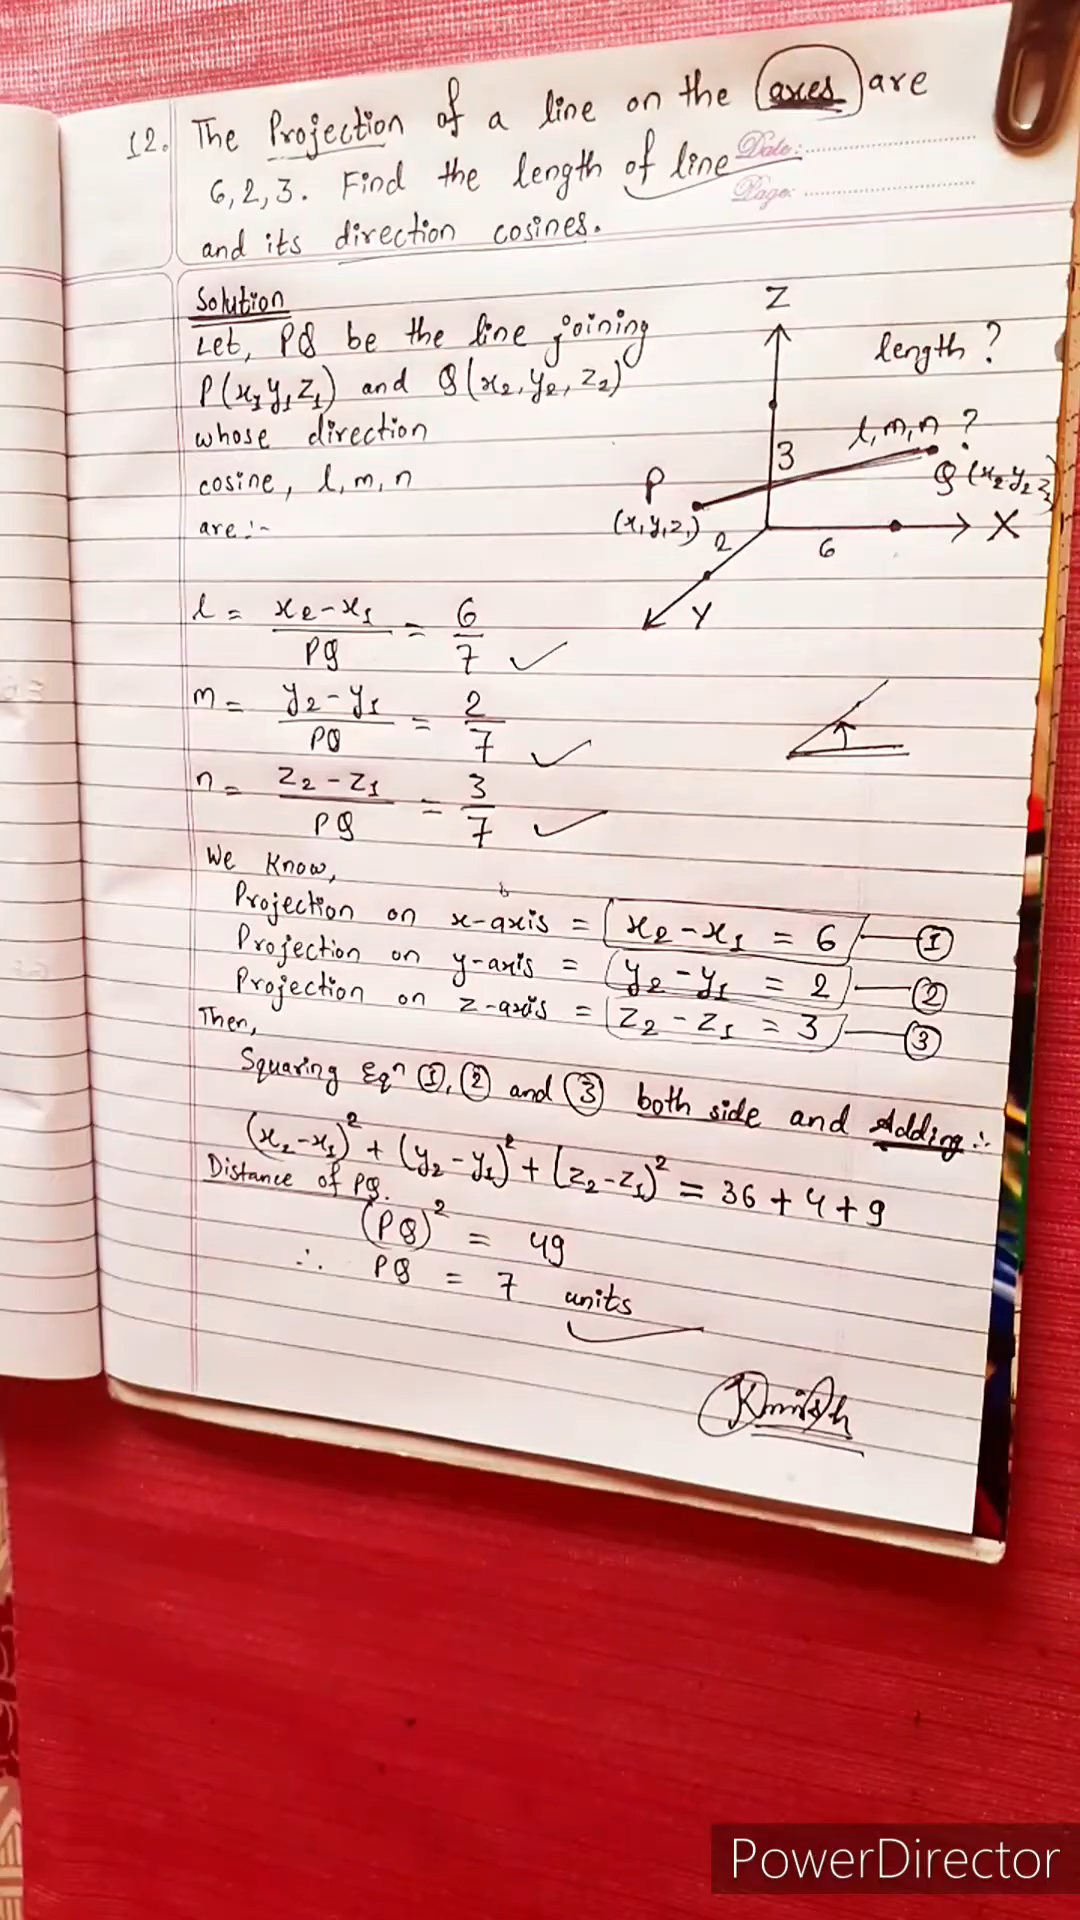 12. The Projection of a line on the axes are
6, 2, 3. Find the length of line
Date:
Page:
and its direction cosines.
Solution
Let, PQ be the line joining
P(x₁y₁z₁) and Q(x₂, y₂, z₂)
whose direction
cosine, l, m, n
are :-
Z
length ?
l, m, n ?
3
P
(x₁y₁z₁)
Q (x₂ y₂ z₂
2
6
X
Y
l = x₂-x₁/PQ = 6/7
m = y₂-y₁/PQ = 2/7
n = z₂-z₁/PQ = 3/7
We Know,
Projection on x-axis = x₂-x₁ = 6 — ①
Projection on y-axis = y₂-y₁ = 2 — ②
Projection on z-axis = z₂-z₁ = 3 — ③
Then,
Squaring Eqⁿ ①, ② and ③ both side and Adding:-
(x₂-x₁)² + (y₂-y₁)² + (z₂-z₁)² = 36+4+9
Distance of PQ.
(PQ)² = 49
∴ PQ = 7 units
PowerDirector